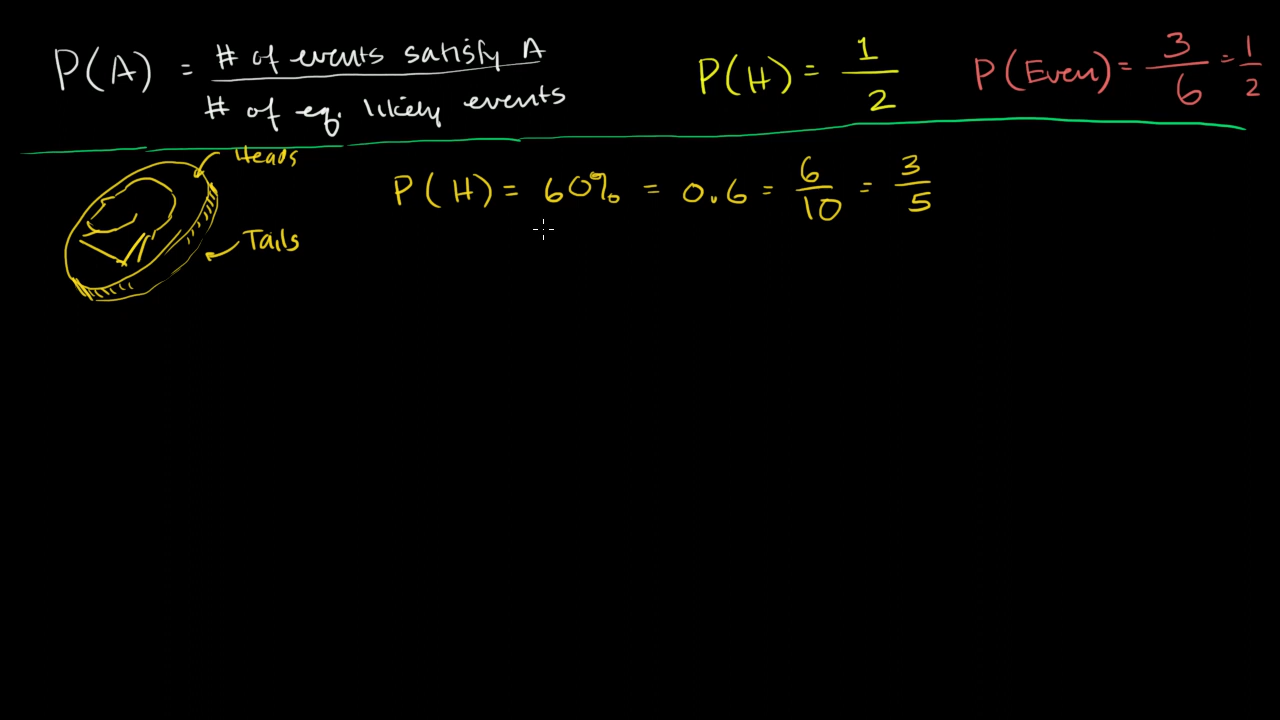 P(A) = # of events satisfy A / # of eq. likely events
P(H) = 1/2
P(Even) = 3/6 = 1/2
Heads
P(H) = 60% = 0.6 = 6/10 = 3/5
Tails